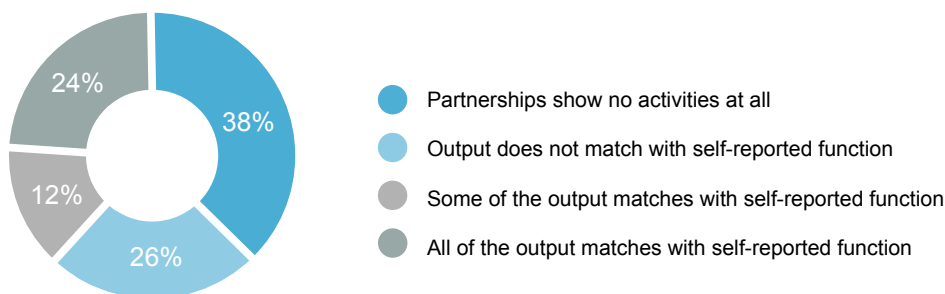 24%
38%
12%
26%
Partnerships show no activities at all
Output does not match with self-reported function
Some of the output matches with self-reported function
All of the output matches with self-reported function